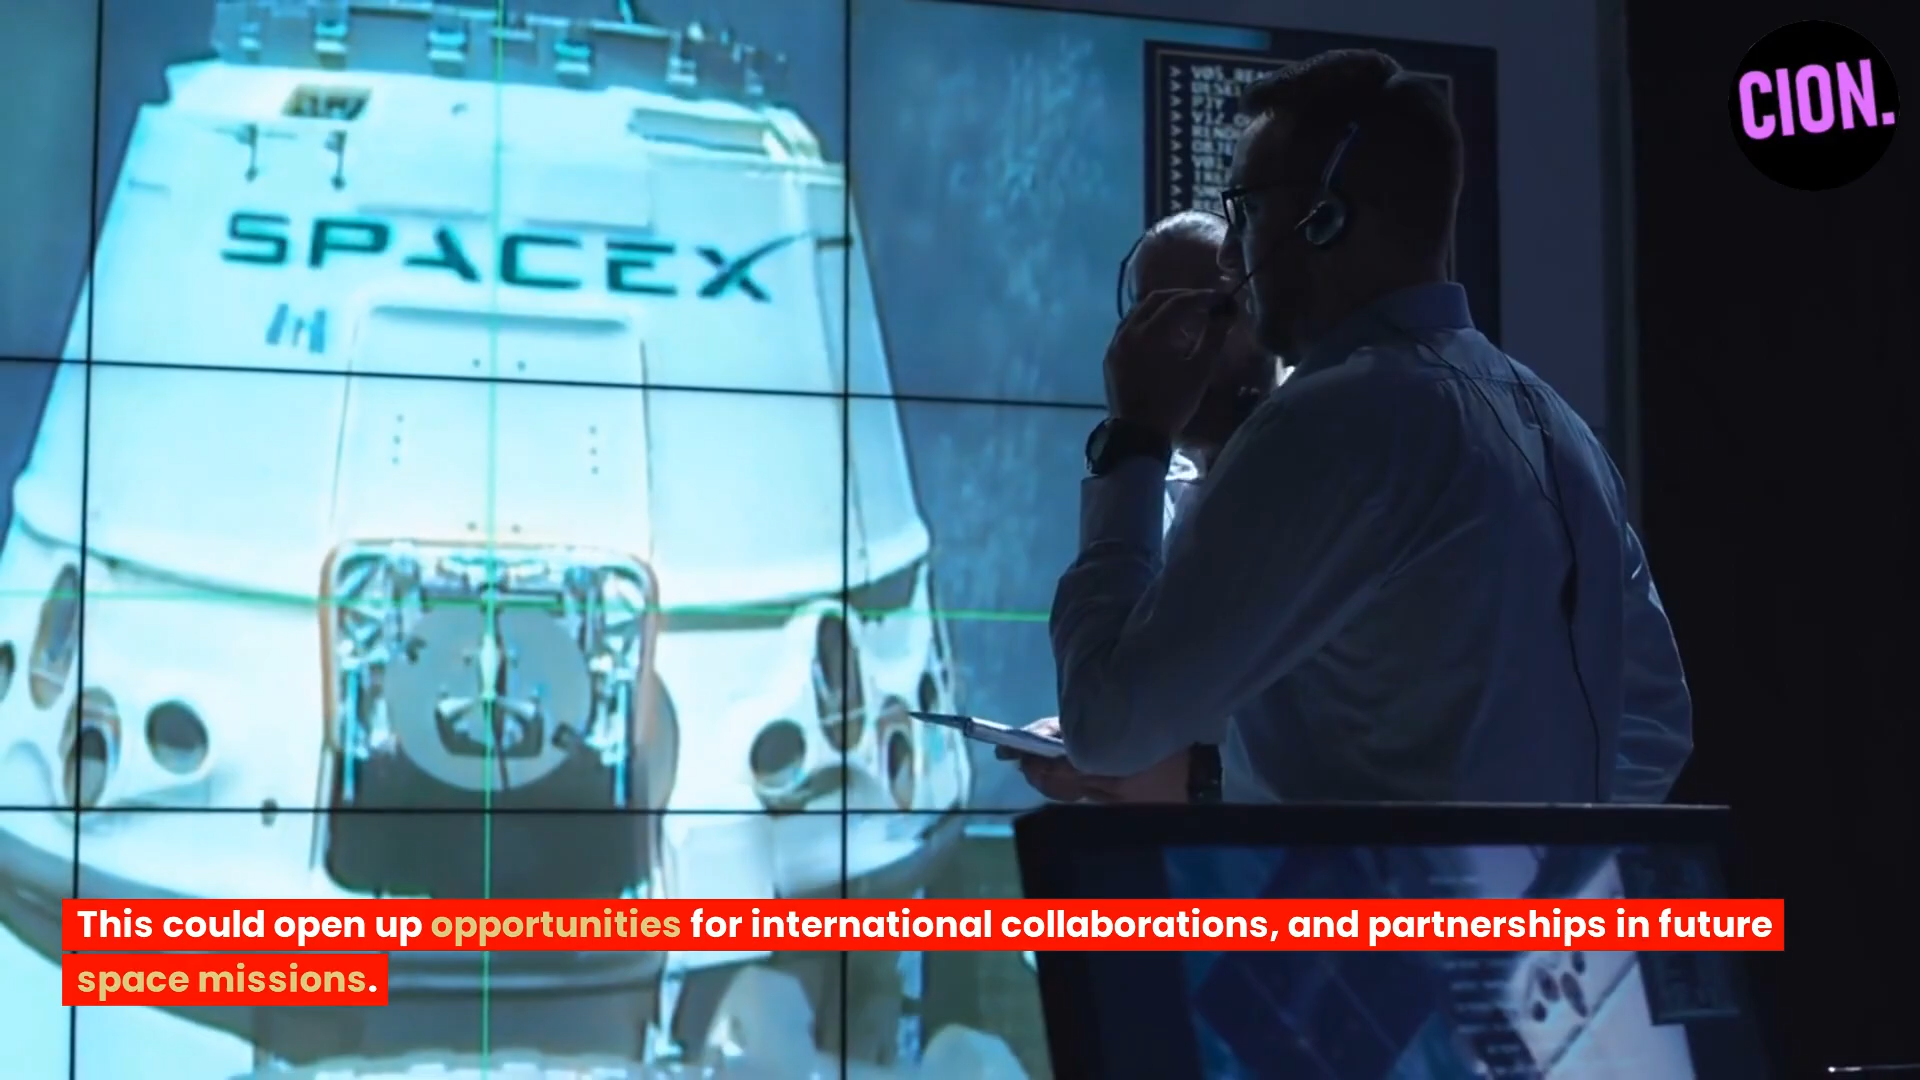 CION.
SPACEX
This could open up opportunities for international collaborations, and partnerships in future
space missions.